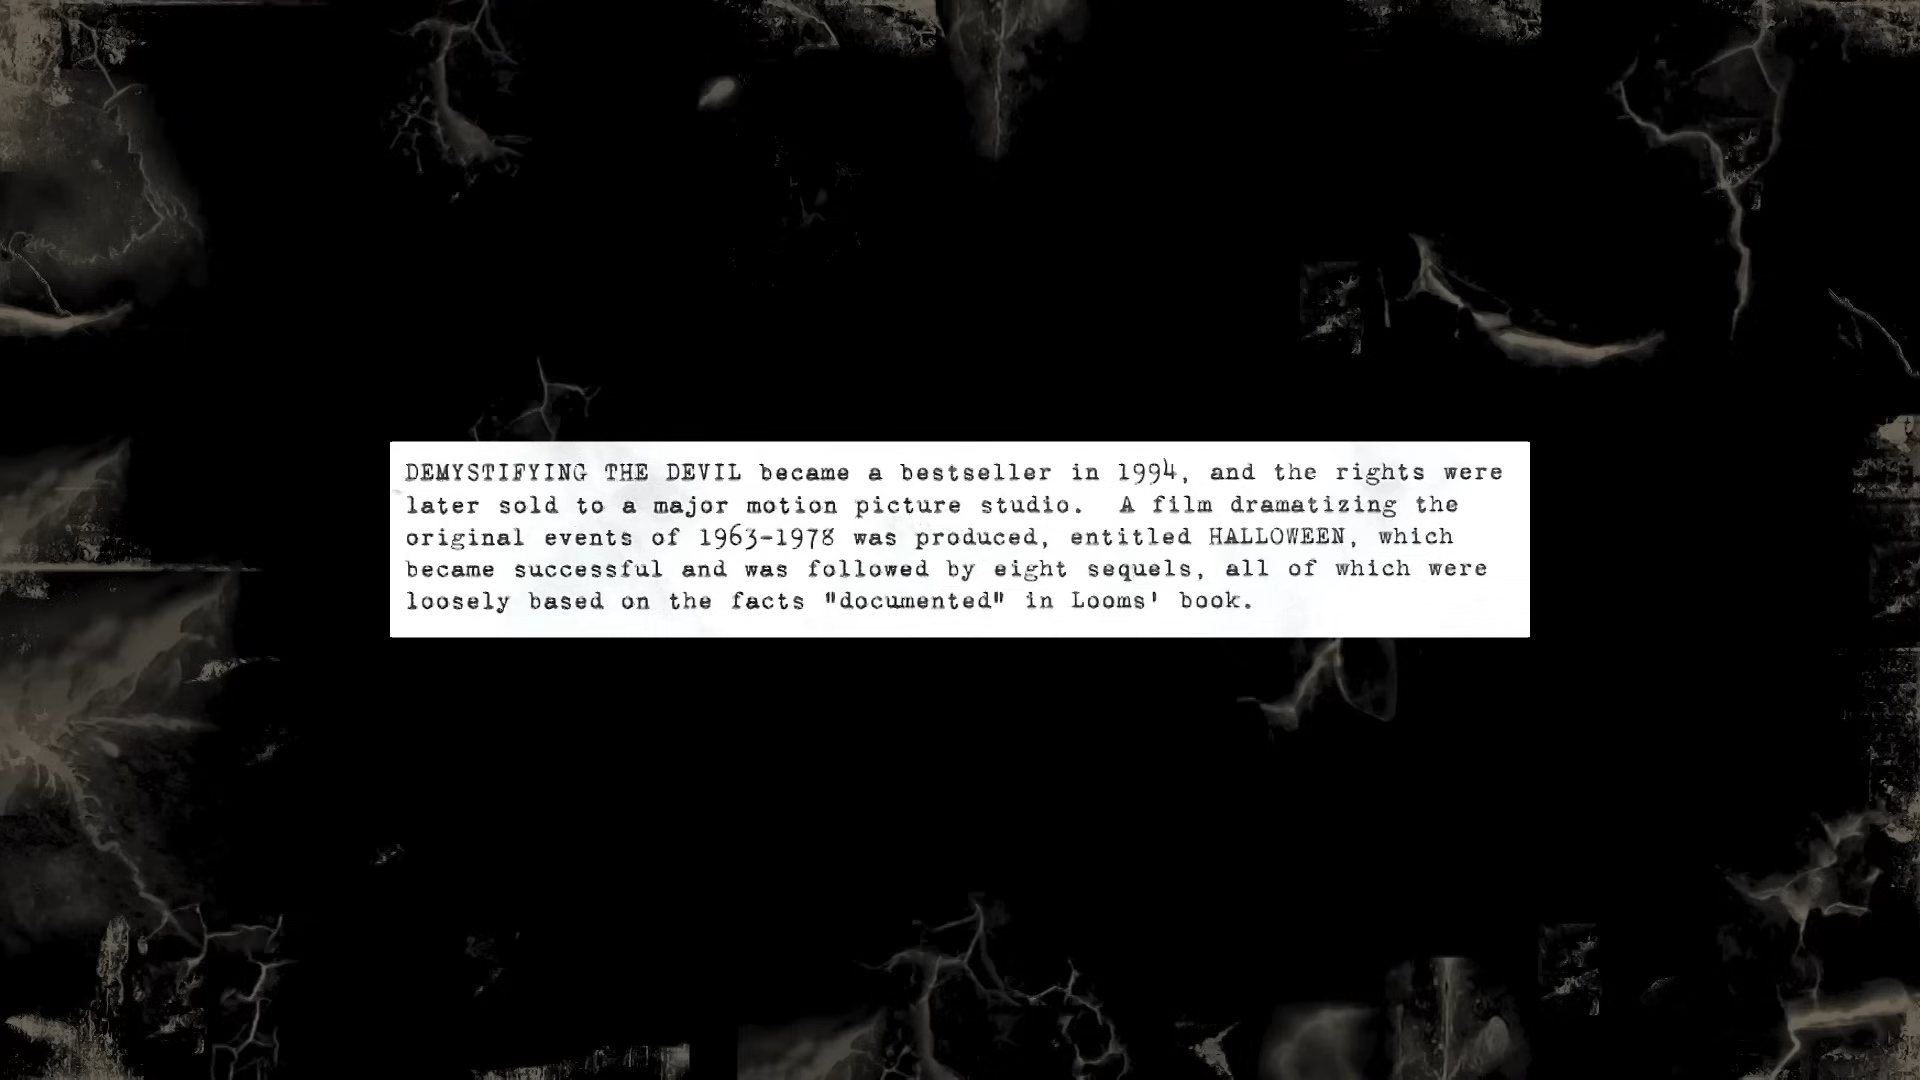 DEMYSTIFYING THE DEVIL became a bestseller in 1994, and the rights were
later sold to a major motion picture studio.  A film dramatizing the
original events of 1963-1978 was produced, entitled HALLOWEEN, which
became successful and was followed by eight sequels, all of which were
loosely based on the facts "documented" in Looms' book.